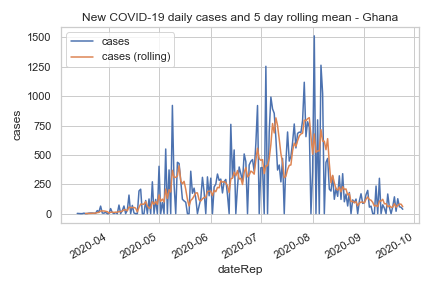 New COVID-19 daily cases and 5 day rolling mean - Ghana
cases
cases (rolling)
1500
1250
1000
750
500
250
0
cases
2020-04
2020-05
2020-06
2020-07
2020-08
2020-09
2020-10
dateRep